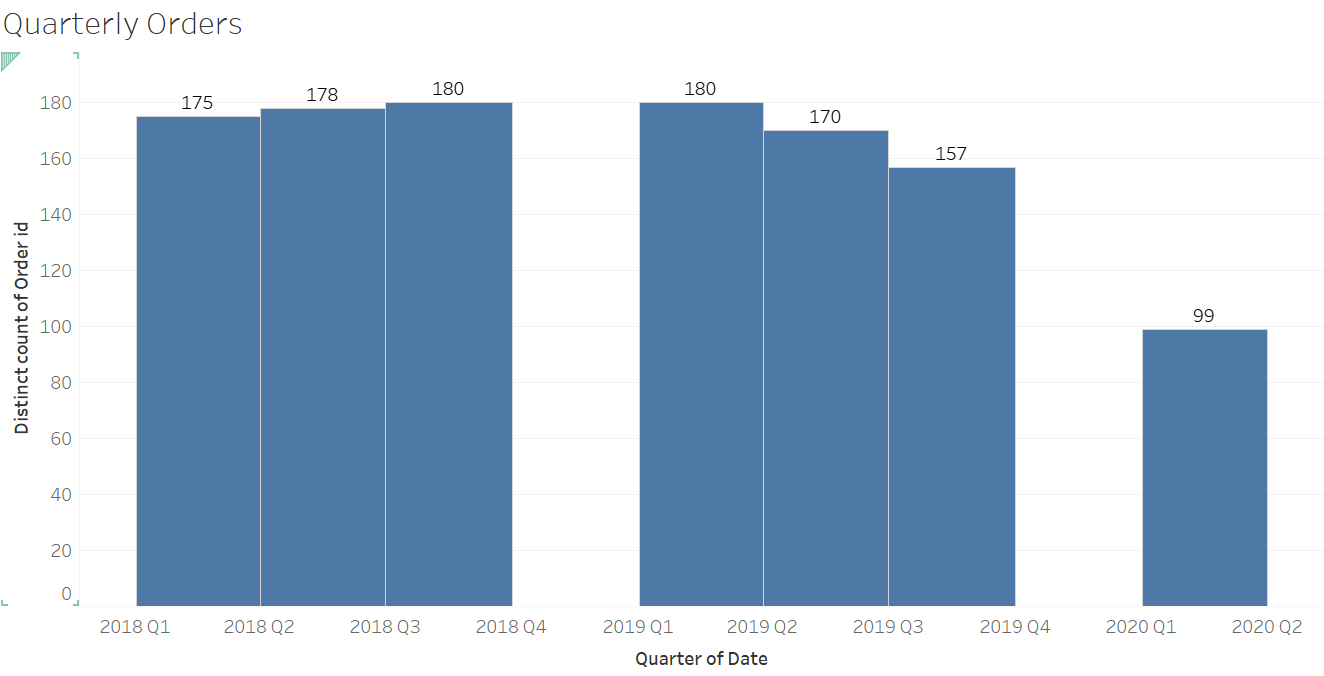 Quarterly Orders
175 178 180 180 170 157 99
180
160
140
120
100
80
60
40
20
0
Distinct count of Order id
2018 Q1 2018 Q2 2018 Q3 2018 Q4 2019 Q1 2019 Q2 2019 Q3 2019 Q4 2020 Q1 2020 Q2
Quarter of Date